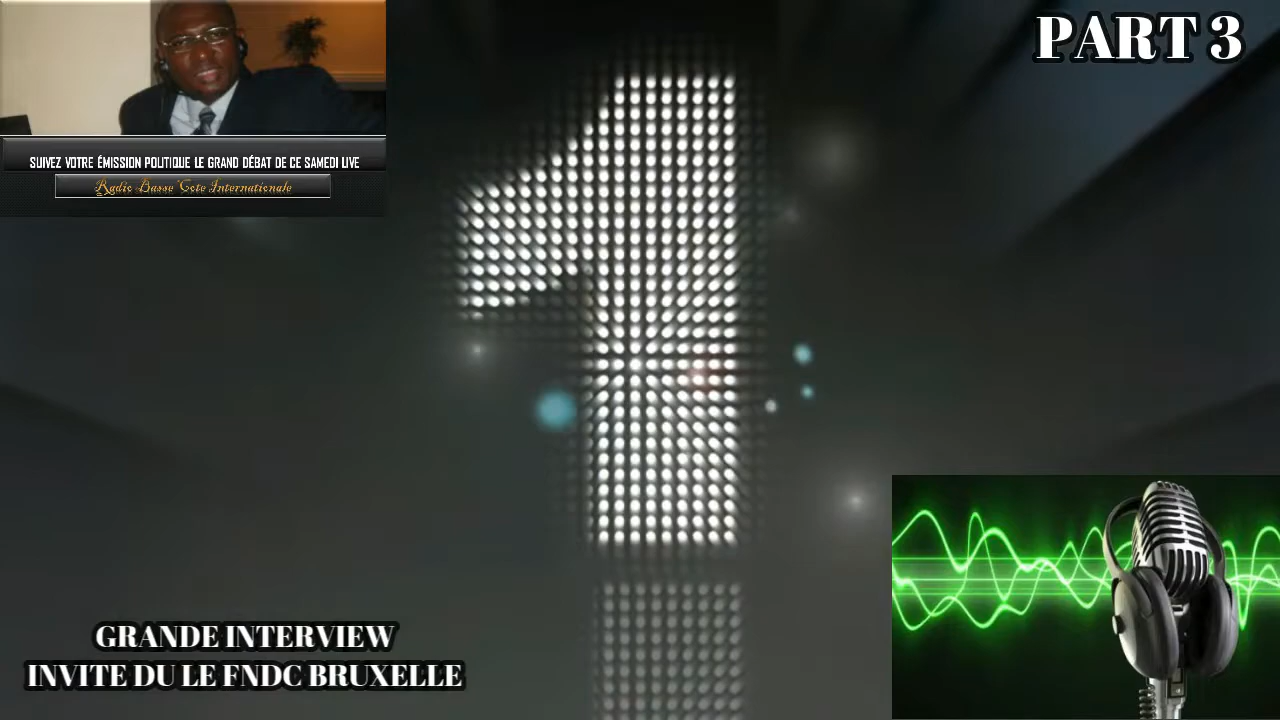 PART 3
SUIVEZ VOTRE ÉMISSION POLITIQUE LE GRAND DÉBAT DE CE SAMEDI LIVE
Radio Basse Cote Internationale
1
GRANDE INTERVIEW
INVITE DU LE FNDC BRUXELLE